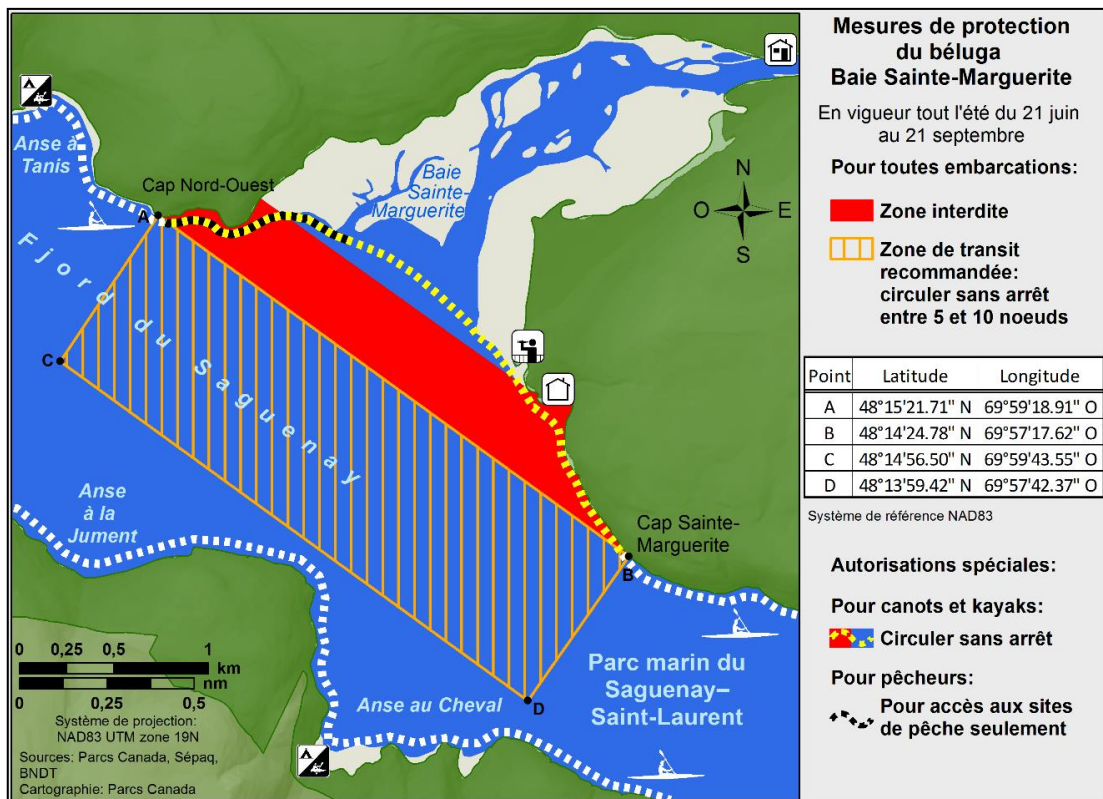 Mesures de protection
du béluga
Baie Sainte-Marguerite
En vigueur tout l'été du 21 juin
au 21 septembre
Pour toutes embarcations:
Zone interdite
Zone de transit
recommandée:
circuler sans arrêt
entre 5 et 10 noeuds
Point Latitude Longitude
A 48°15'21.71" N 69°59'18.91" O
B 48°14'24.78" N 69°57'17.62" O
C 48°14'56.50" N 69°59'43.55" O
D 48°13'59.42" N 69°57'42.37" O
Système de référence NAD83
Autorisations spéciales:
Pour canots et kayaks:
Circuler sans arrêt
Pour pêcheurs:
Pour accès aux sites
de pêche seulement
Anse à
Tanis
Cap Nord-Ouest
A
Baie
Sainte-
Marguerite
N
O
E
S
Fjord du Saguenay
C
Anse
à la
Jument
Cap Sainte-
Marguerite
B
Parc marin du
Saguenay–
Saint-Laurent
D
Anse au Cheval
0 0,25 0,5 1
km
nm
0 0,25 0,5
Système de projection:
NAD83 UTM zone 19N
Sources: Parcs Canada, Sépaq,
BNDT
Cartographie: Parcs Canada